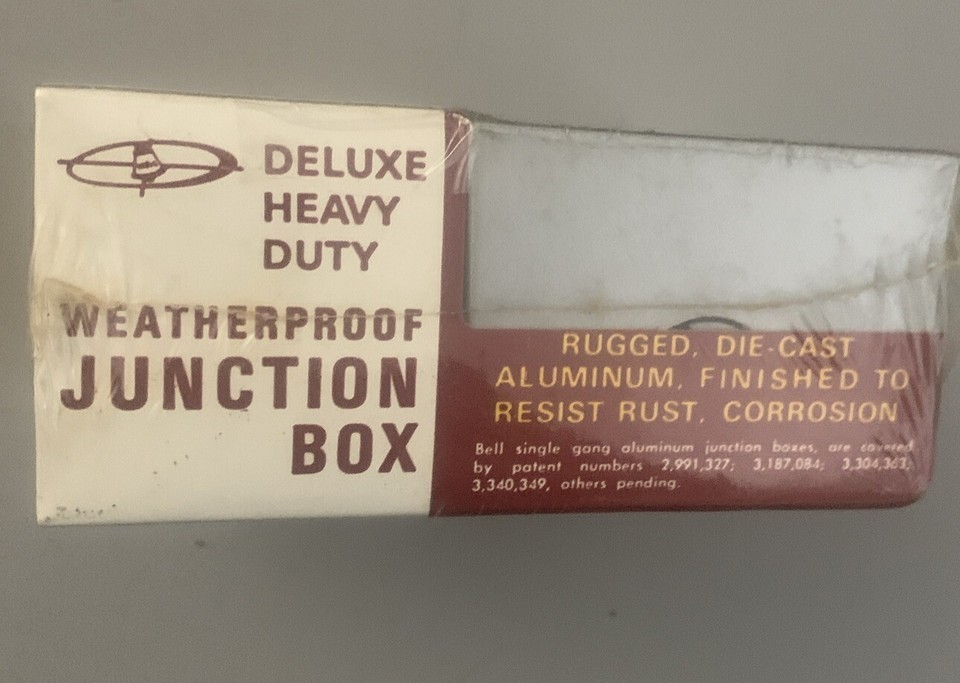 DELUXE
HEAVY
DUTY
WEATHERPROOF
JUNCTION
BOX
RUGGED, DIE-CAST
ALUMINUM, FINISHED TO
RESIST RUST, CORROSION
Bell single gang aluminum junction boxes, are covered
by patent numbers 2,991,327; 3,187,084; 3,304,363;
3,340,349, others pending.